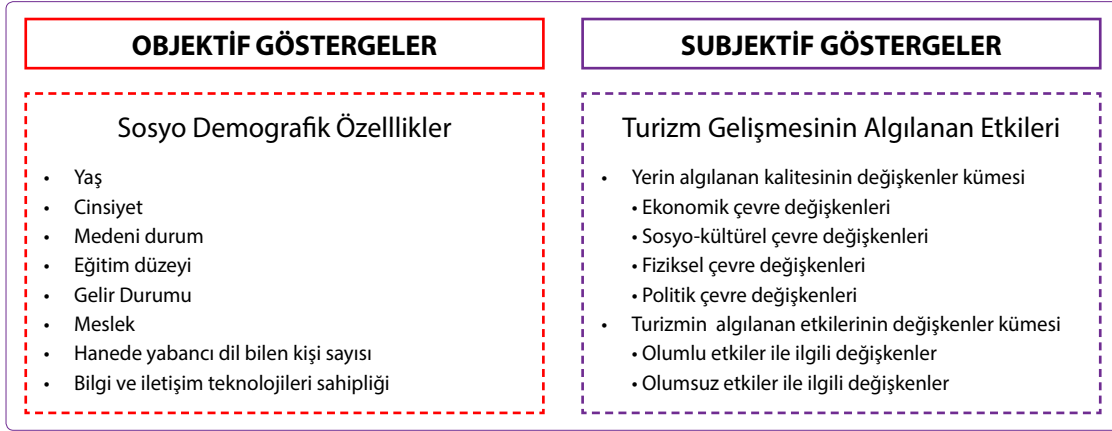 OBJEKTİF GÖSTERGELER
Sosyo Demografik Özelllikler
• Yaş
• Cinsiyet
• Medeni durum
• Eğitim düzeyi
• Gelir Durumu
• Meslek
• Hanede yabancı dil bilen kişi sayısı
• Bilgi ve iletişim teknolojileri sahipliği
SUBJEKTİF GÖSTERGELER
Turizm Gelişmesinin Algılanan Etkileri
• Yerin algılanan kalitesinin değişkenler kümesi
• Ekonomik çevre değişkenleri
• Sosyo-kültürel çevre değişkenleri
• Fiziksel çevre değişkenleri
• Politik çevre değişkenleri
• Turizmin algılanan etkilerinin değişkenler kümesi
• Olumlu etkiler ile ilgili değişkenler
• Olumsuz etkiler ile ilgili değişkenler